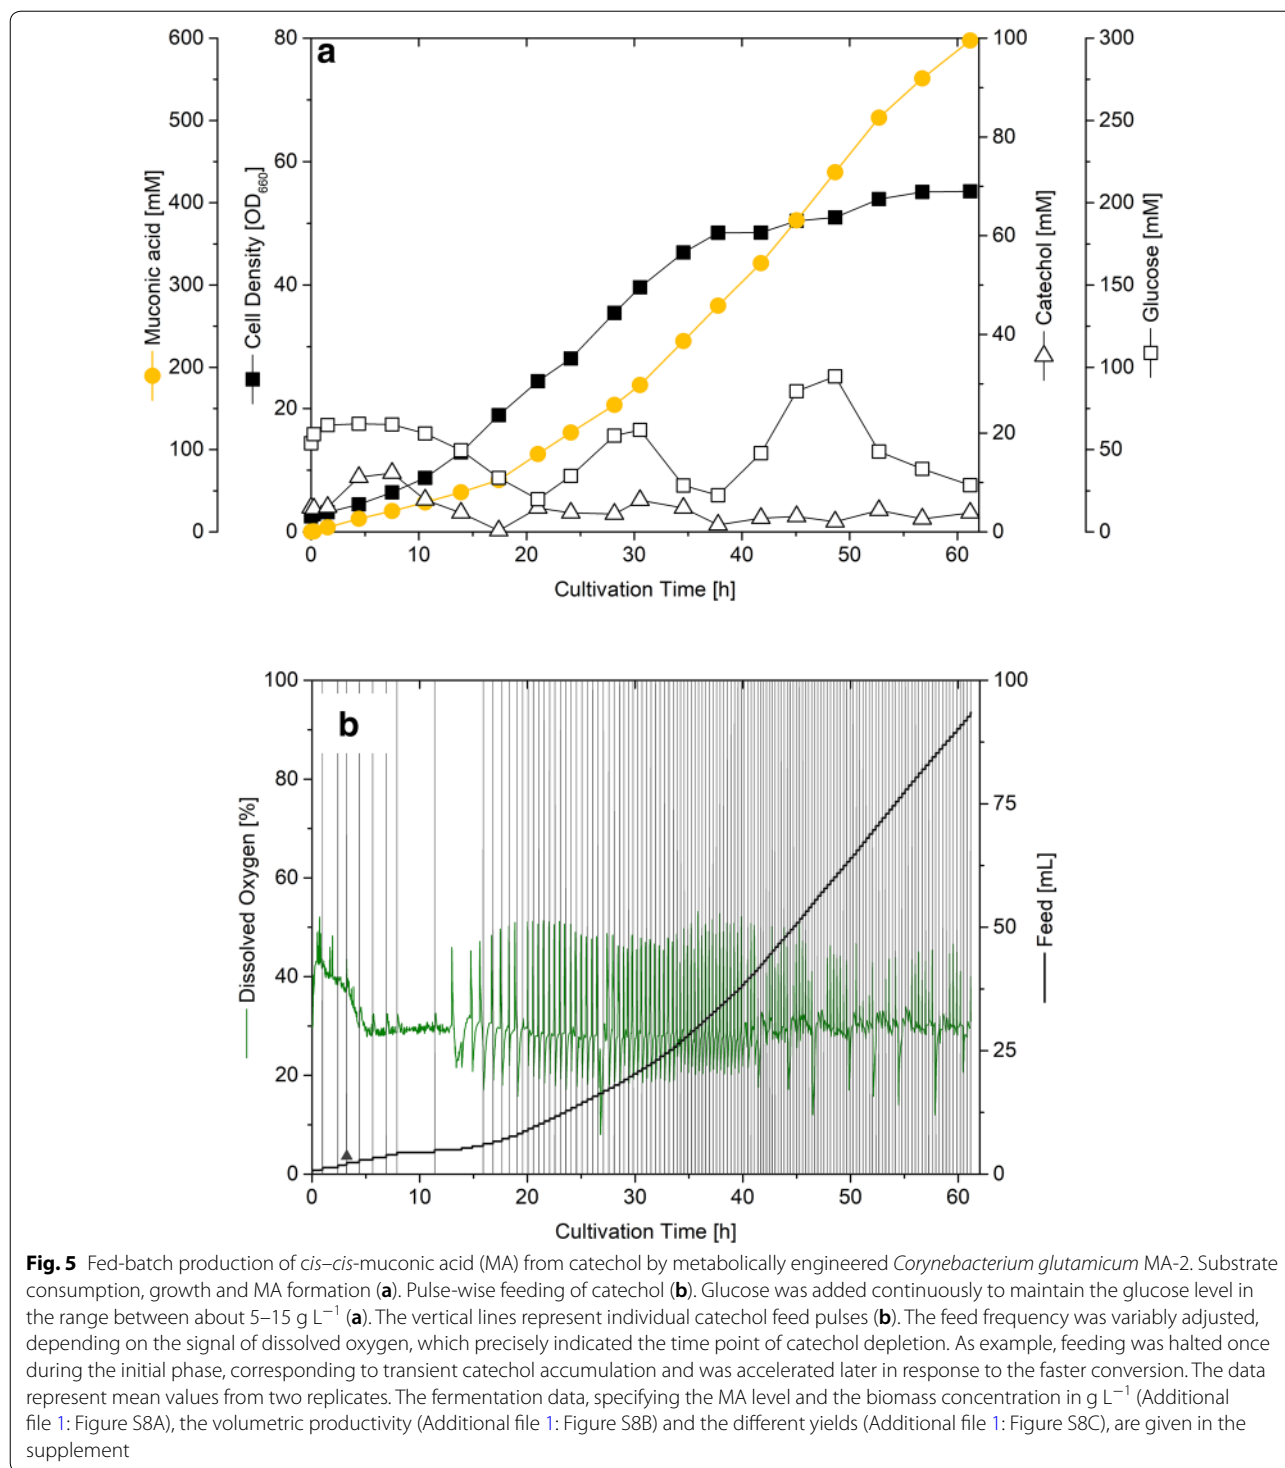 a
600
500
400
300
200
100
0
Muconic acid [mM]
80
60
40
20
0
Cell Density [OD660]
100
80
60
40
20
0
Catechol [mM]
300
250
200
150
100
50
0
Glucose [mM]
0 10 20 30 40 50 60
Cultivation Time [h]
b
100
80
60
40
20
0
Dissolved Oxygen [%]
100
75
50
25
0
Feed [mL]
0 10 20 30 40 50 60
Cultivation Time [h]
Fig. 5 Fed-batch production of cis–cis-muconic acid (MA) from catechol by metabolically engineered Corynebacterium glutamicum MA-2. Substrate
consumption, growth and MA formation (a). Pulse-wise feeding of catechol (b). Glucose was added continuously to maintain the glucose level in
the range between about 5–15 g L−1 (a). The vertical lines represent individual catechol feed pulses (b). The feed frequency was variably adjusted,
depending on the signal of dissolved oxygen, which precisely indicated the time point of catechol depletion. As example, feeding was halted once
during the initial phase, corresponding to transient catechol accumulation and was accelerated later in response to the faster conversion. The data
represent mean values from two replicates. The fermentation data, specifying the MA level and the biomass concentration in g L−1 (Additional
file 1: Figure S8A), the volumetric productivity (Additional file 1: Figure S8B) and the different yields (Additional file 1: Figure S8C), are given in the
supplement